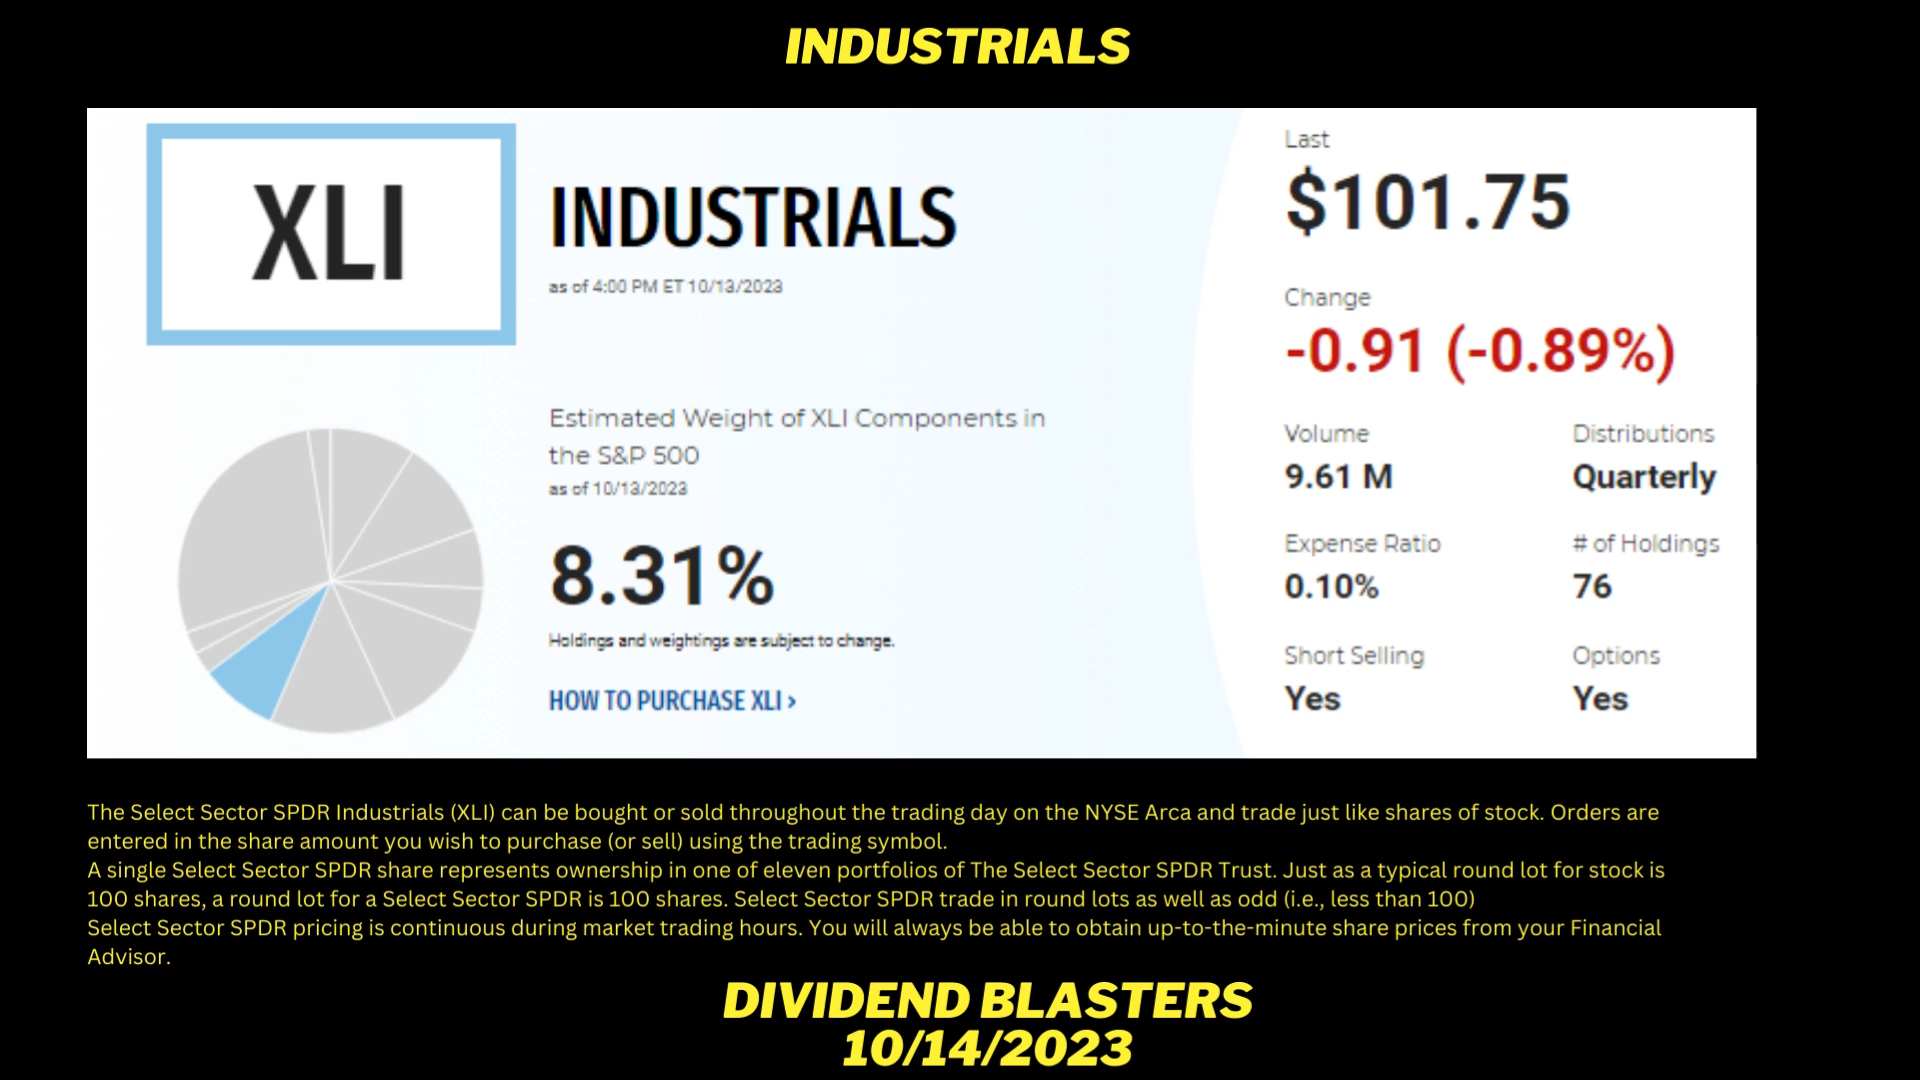 INDUSTRIALS
XLI
INDUSTRIALS
as of 4:00 PM ET 10/13/2023
Estimated Weight of XLI Components in
the S&P 500
as of 10/13/2023
8.31%
Holdings and weightings are subject to change.
HOW TO PURCHASE XLI >
Last
$101.75
Change
-0.91 (-0.89%)
Volume
9.61 M
Distributions
Quarterly
Expense Ratio
0.10%
# of Holdings
76
Short Selling
Yes
Options
Yes
The Select Sector SPDR Industrials (XLI) can be bought or sold throughout the trading day on the NYSE Arca and trade just like shares of stock. Orders are
entered in the share amount you wish to purchase (or sell) using the trading symbol.
A single Select Sector SPDR share represents ownership in one of eleven portfolios of The Select Sector SPDR Trust. Just as a typical round lot for stock is
100 shares, a round lot for a Select Sector SPDR is 100 shares. Select Sector SPDR trade in round lots as well as odd (i.e., less than 100)
Select Sector SPDR pricing is continuous during market trading hours. You will always be able to obtain up-to-the-minute share prices from your Financial
Advisor.
DIVIDEND BLASTERS
10/14/2023